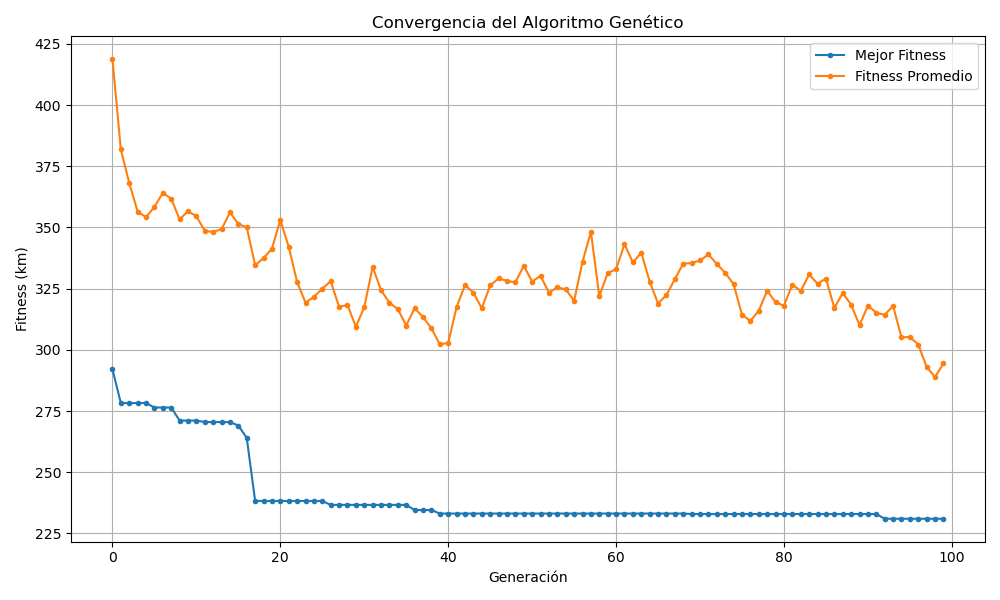 Convergencia del Algoritmo Genético
Mejor Fitness
Fitness Promedio
Fitness (km)
425
400
375
350
325
300
275
250
225
0 20 40 60 80 100
Generación